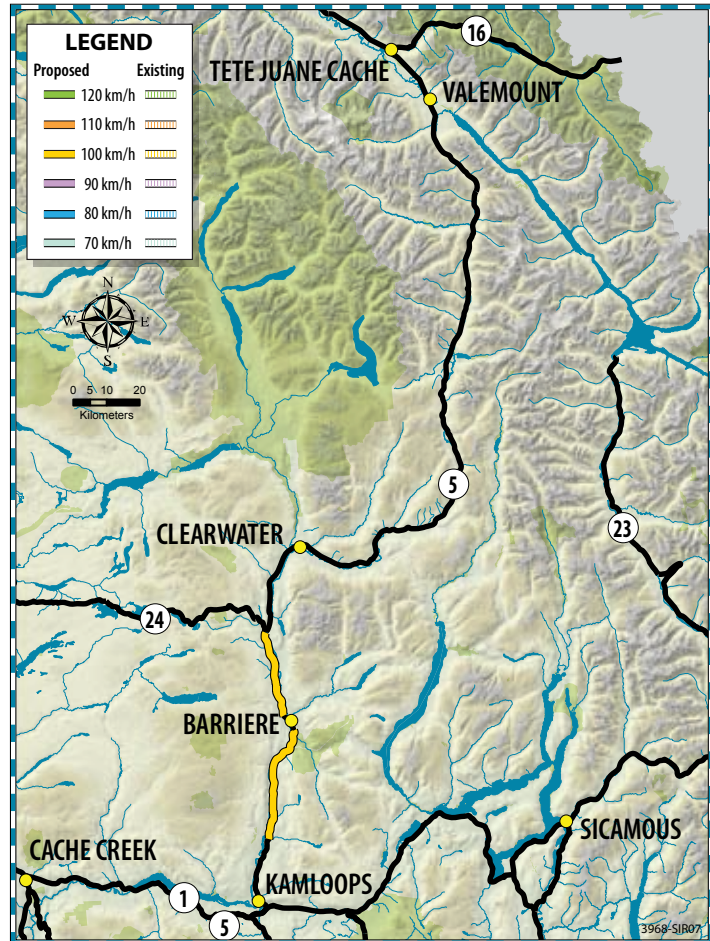 LEGEND
Proposed Existing
120 km/h
110 km/h
100 km/h
90 km/h
80 km/h
70 km/h
16
TETE JUANE CACHE
VALEMOUNT
N
W E
S
0 5 10 20
Kilometers
5
CLEARWATER
23
24
BARRIERE
SICAMOUS
CACHE CREEK
KAMLOOPS
1
5
3968-SIR07